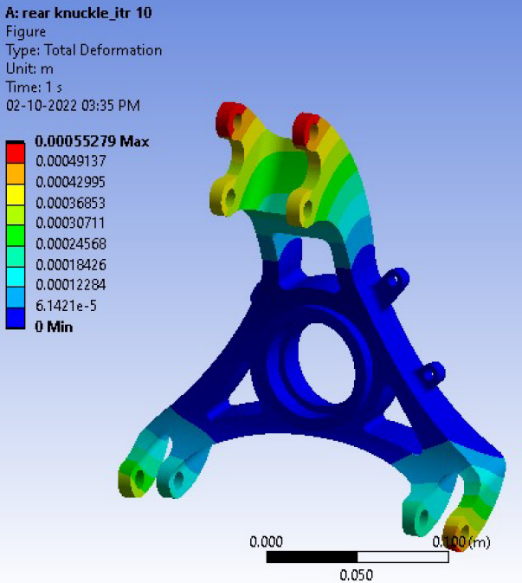 A: rear knuckle_itr 10
Figure
Type: Total Deformation
Unit: m
Time: 1 s
02-10-2022 03:35 PM
0.00055279 Max
0.00049137
0.00042995
0.00036853
0.00030711
0.00024568
0.00018426
0.00012284
6.1421e-5
0 Min
0.000
0.100 (m)
0.050